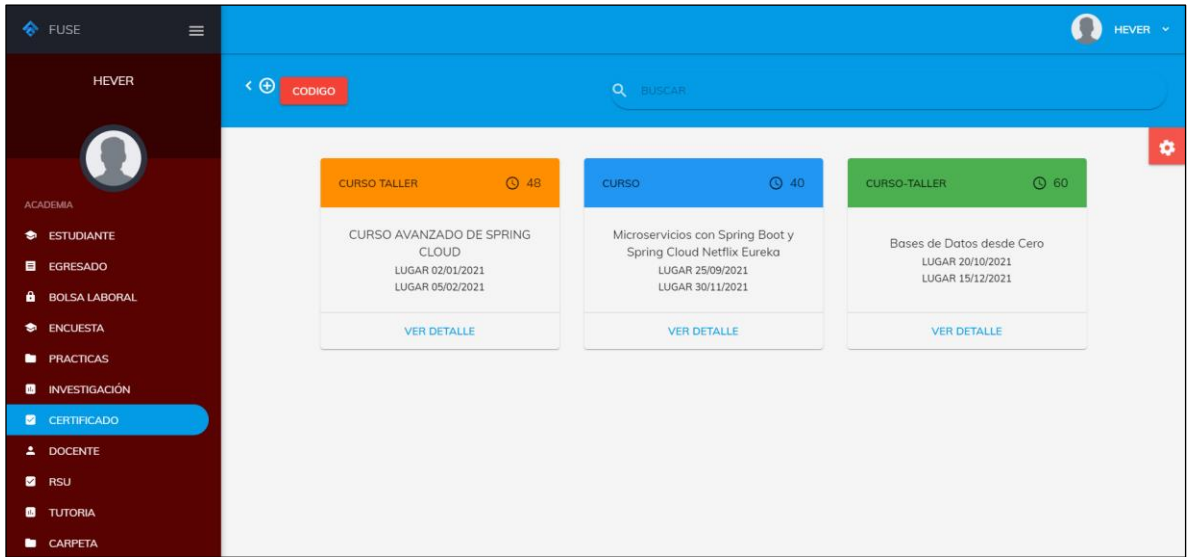 FUSE
HEVER
HEVER
CODIGO
BUSCAR
ACADEMIA
ESTUDIANTE
EGRESADO
BOLSA LABORAL
ENCUESTA
PRACTICAS
INVESTIGACIÓN
CERTIFICADO
DOCENTE
RSU
TUTORIA
CARPETA
CURSO TALLER 48
CURSO AVANZADO DE SPRING
CLOUD
LUGAR 02/01/2021
LUGAR 05/02/2021
VER DETALLE
CURSO 40
Microservicios con Spring Boot y
Spring Cloud Netflix Eureka
LUGAR 25/09/2021
LUGAR 30/11/2021
VER DETALLE
CURSO-TALLER 60
Bases de Datos desde Cero
LUGAR 20/10/2021
LUGAR 15/12/2021
VER DETALLE